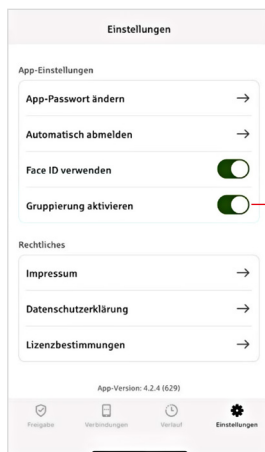 Einstellungen
App-Einstellungen
App-Passwort ändern
Automatisch abmelden
Face ID verwenden
Gruppierung aktivieren
Rechtliches
Impressum
Datenschutzerklärung
Lizenzbestimmungen
App-Version: 4.2.4 (629)
Freigabe Verbindungen Verlauf Einstellungen